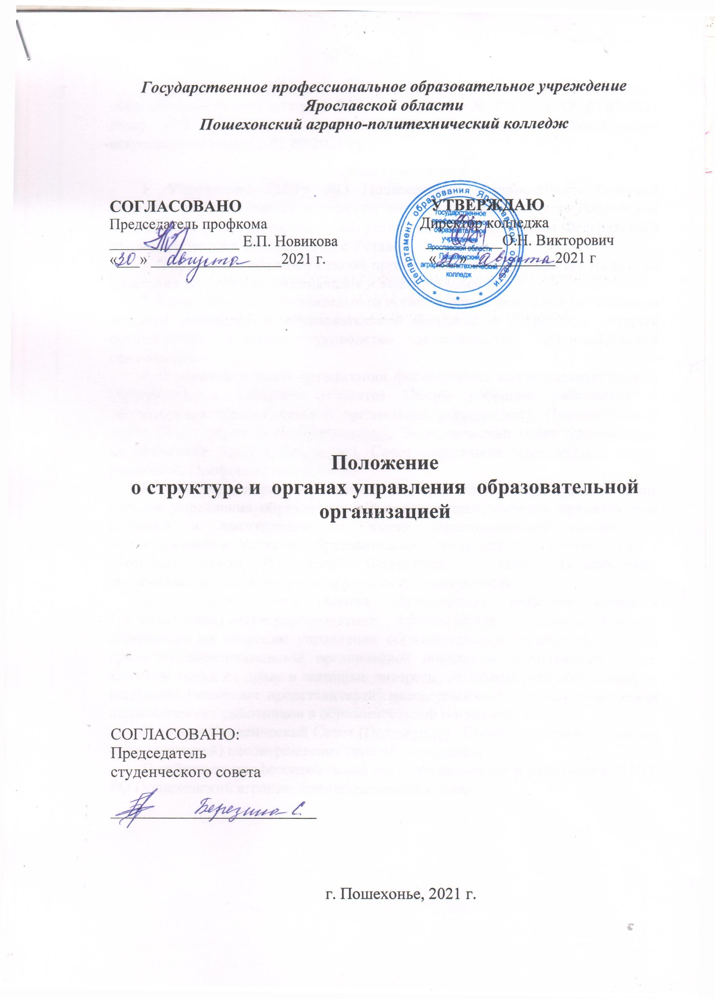 Государственное профессиональное образовательное учреждение
Ярославской области
Пошехонский аграрно-политехнический колледж
СОГЛАСОВАНО
Председатель профкома
Е.П. Новикова
«30» августа 2021 г.
УТВЕРЖДАЮ
Директор колледжа
О.Н. Викторович
«30» августа 2021 г
Департамент образования Ярославской области
государственное
профессиональное
образовательное
учреждение
Ярославской области
Пошехонский
аграрно-политехнический
колледж
Положение
о структуре и органах управления образовательной
организацией
СОГЛАСОВАНО:
Председатель
студенческого совета
Березина С.
г. Пошехонье, 2021 г.